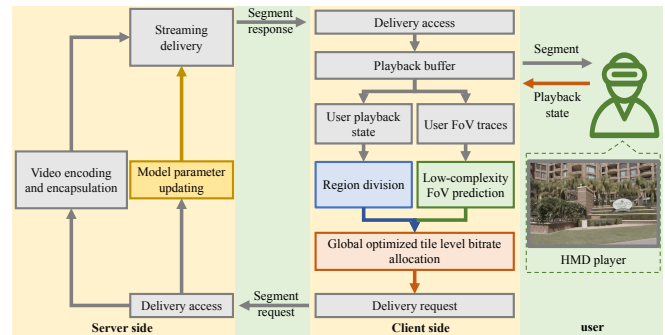 Streaming
delivery
Segment
response
Delivery access
Playback buffer
Segment
Playback
state
User playback
state
User FoV traces
Video encoding
and encapsulation
Model parameter
updating
Region division
Low-complexity
FoV prediction
Global optimized tile level bitrate
allocation
HMD player
Delivery access
Segment
request
Delivery request
Server side
Client side
user